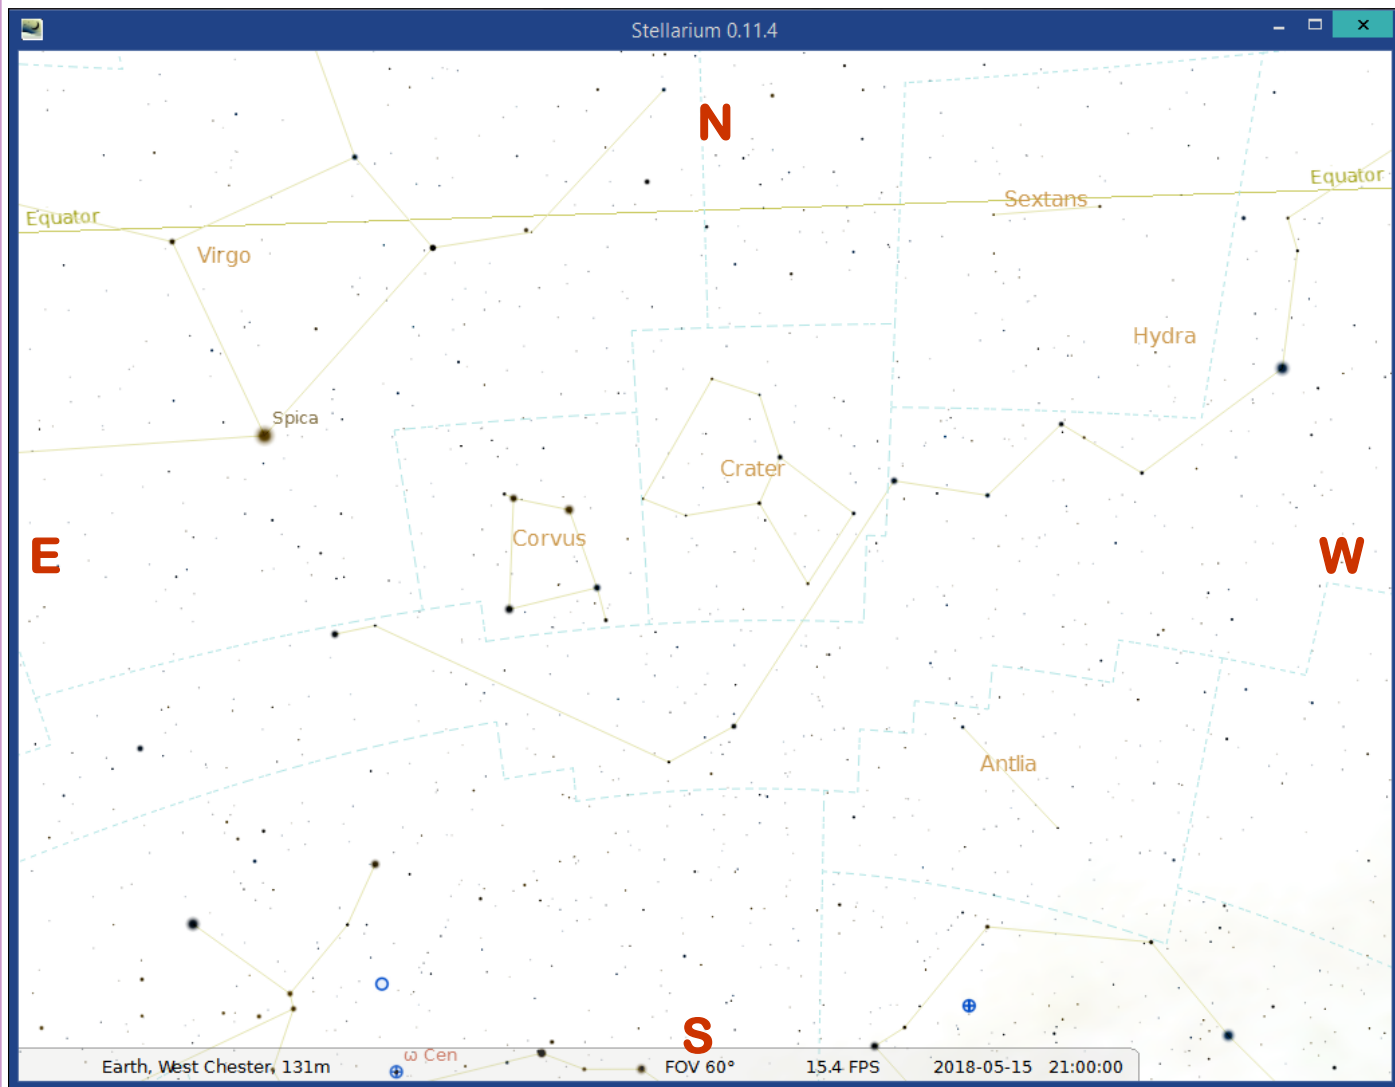 Stellarium 0.11.4
N
Equator
Sextans
Equator
Virgo
Hydra
Spica
Crater
Corvus
E
W
Antlia
S
ω Cen
Earth, West Chester, 131m FOV 60° 15.4 FPS 2018-05-15 21:00:00